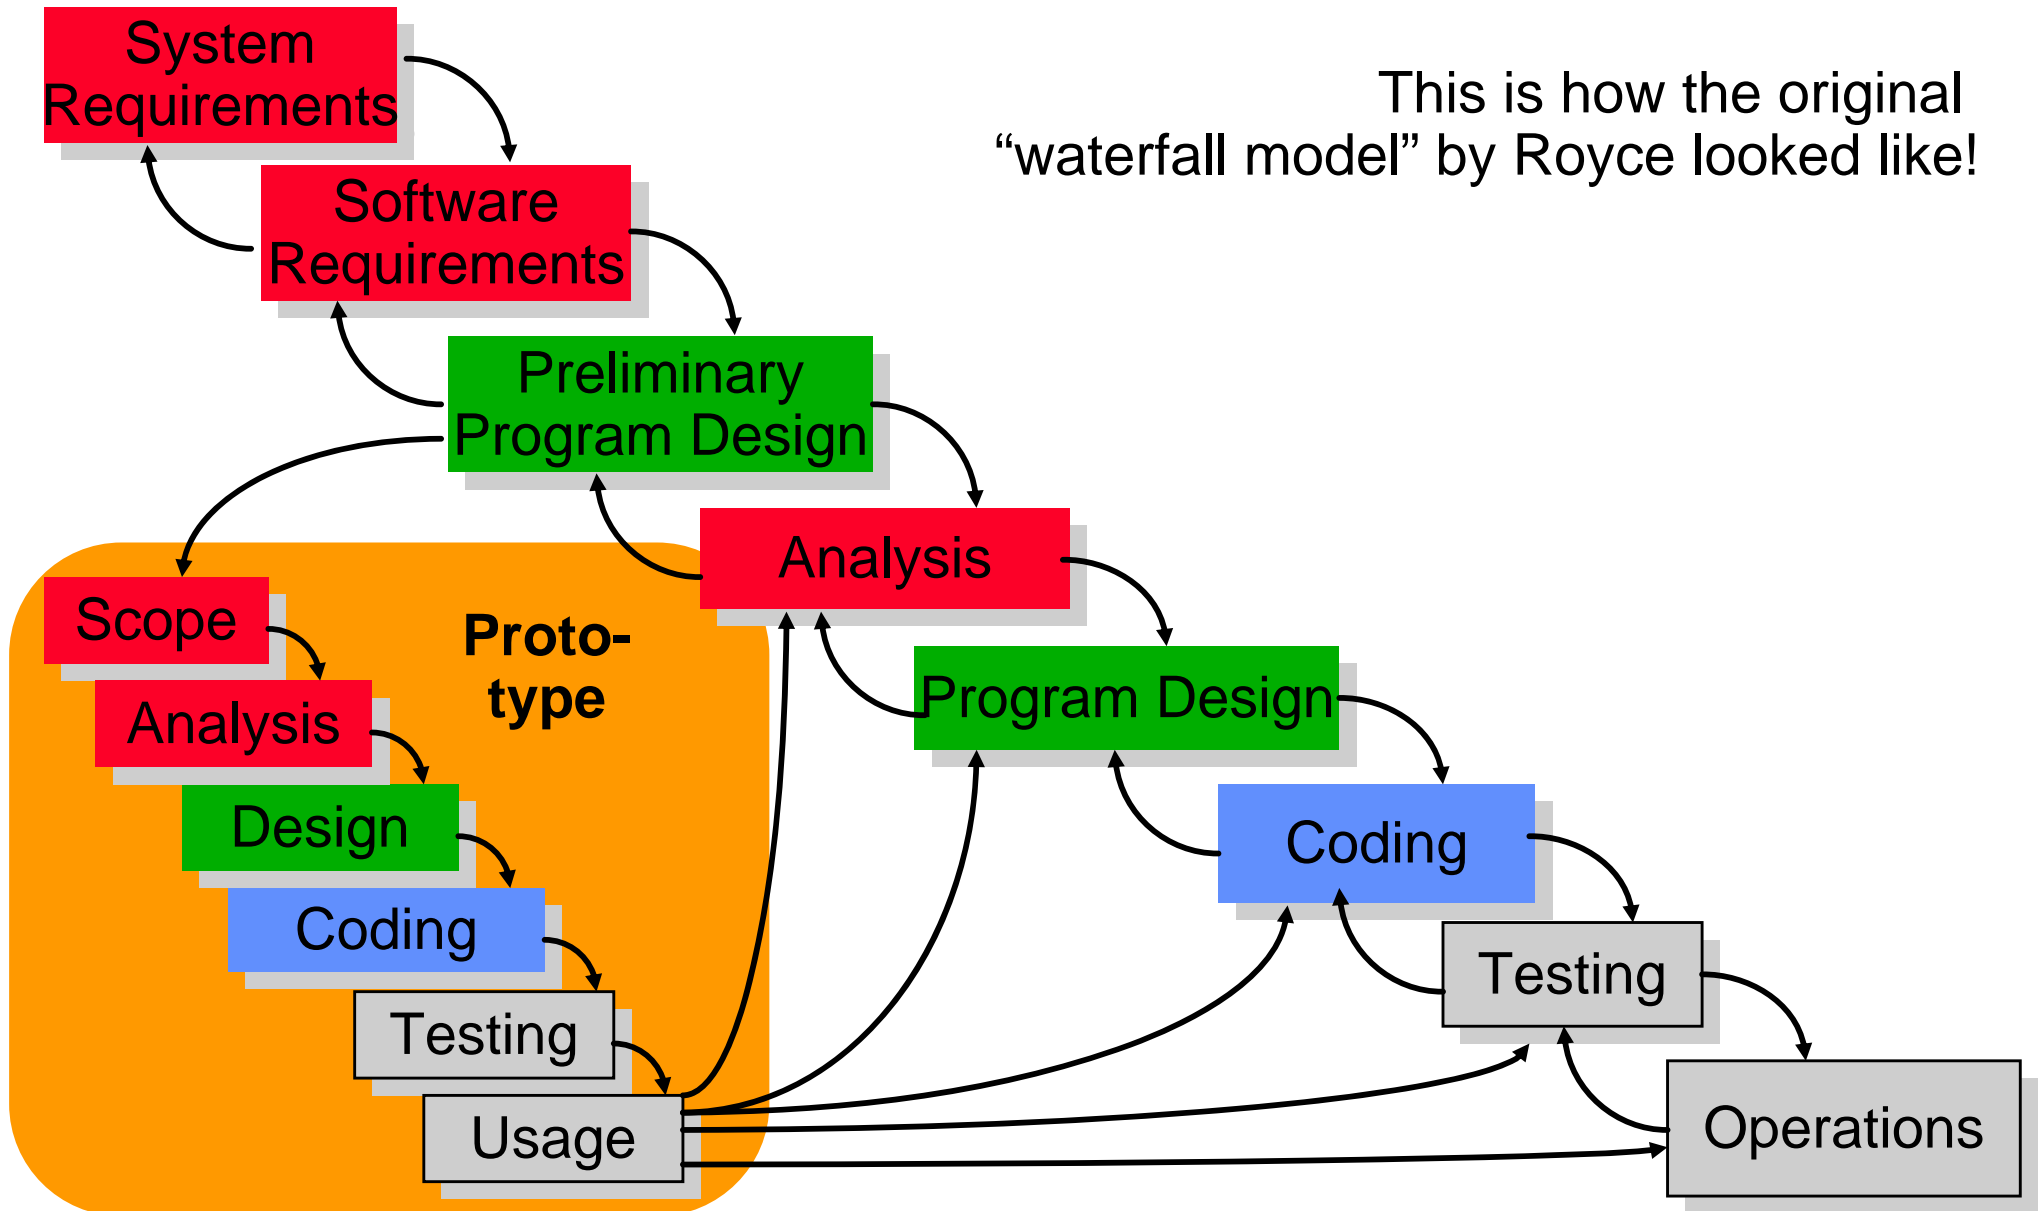 System
Requirements
This is how the original
“waterfall model” by Royce looked like!
Software
Requirements
Preliminary
Program Design
Analysis
Scope
Proto-
type
Analysis
Program Design
Design
Coding
Coding
Testing
Testing
Usage
Operations